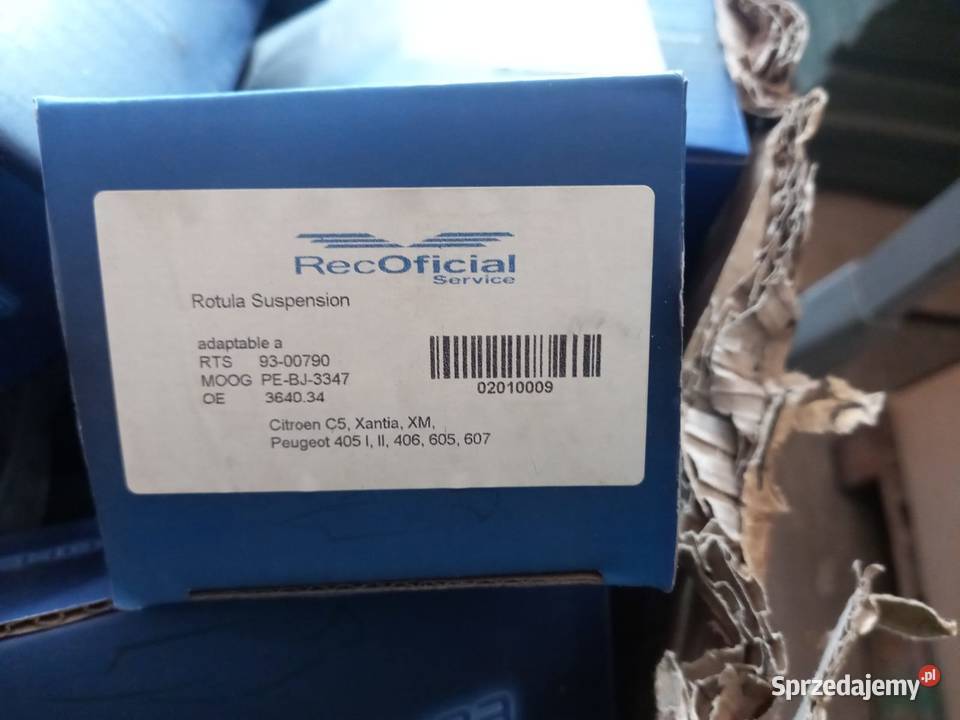 RecOficial
Service
Rotula Suspension
adaptable a
RTS 93-00790
MOOG PE-BJ-3347
OE 3640.34
02010009
Citroen C5, Xantia, XM,
Peugeot 405 I, II, 406, 605, 607
Sprzedajemy.pl